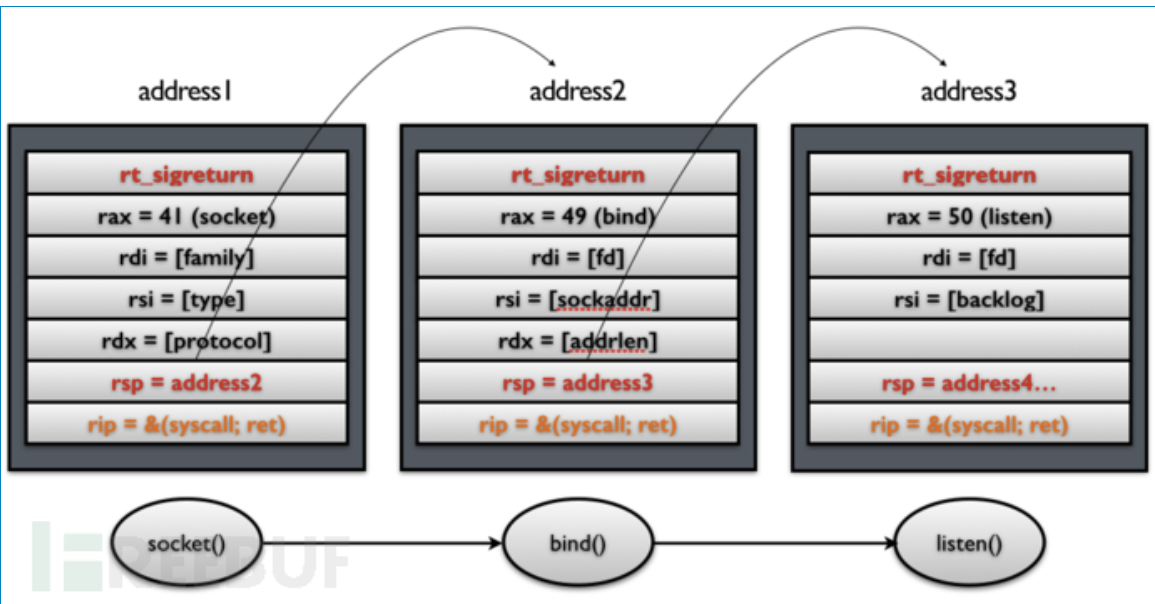 address1
address2
address3
rt_sigreturn
rax = 41 (socket)
rdi = [family]
rsi = [type]
rdx = [protocol]
rsp = address2
rip = &(syscall; ret)
rt_sigreturn
rax = 49 (bind)
rdi = [fd]
rsi = [sockaddr]
rdx = [addrlen]
rsp = address3
rip = &(syscall; ret)
rt_sigreturn
rax = 50 (listen)
rdi = [fd]
rsi = [backlog]
rsp = address4…
rip = &(syscall; ret)
socket()
bind()
listen()
FREEBUF